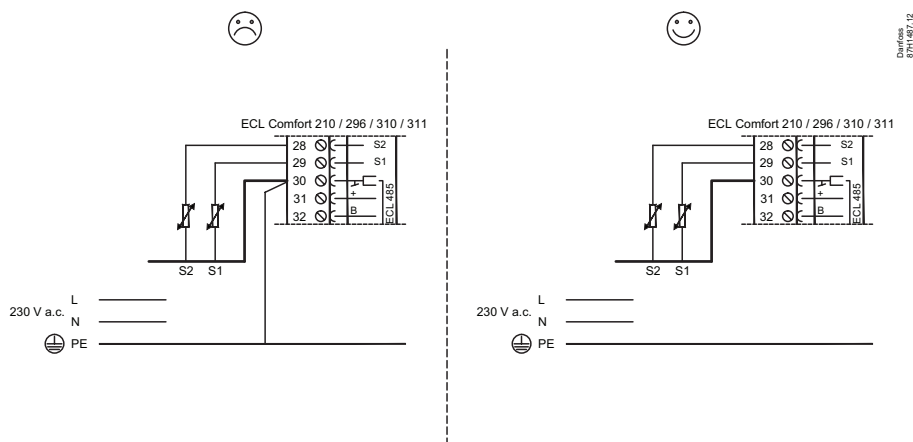 Danfoss
87H1487.12
ECL Comfort 210 / 296 / 310 / 311
28 S2
29 S1
30
31 +
32 B
ECL 485
S2 S1
L
230 V a.c.
N
PE
ECL Comfort 210 / 296 / 310 / 311
28 S2
29 S1
30
31 +
32 B
ECL 485
S2 S1
L
230 V a.c.
N
PE